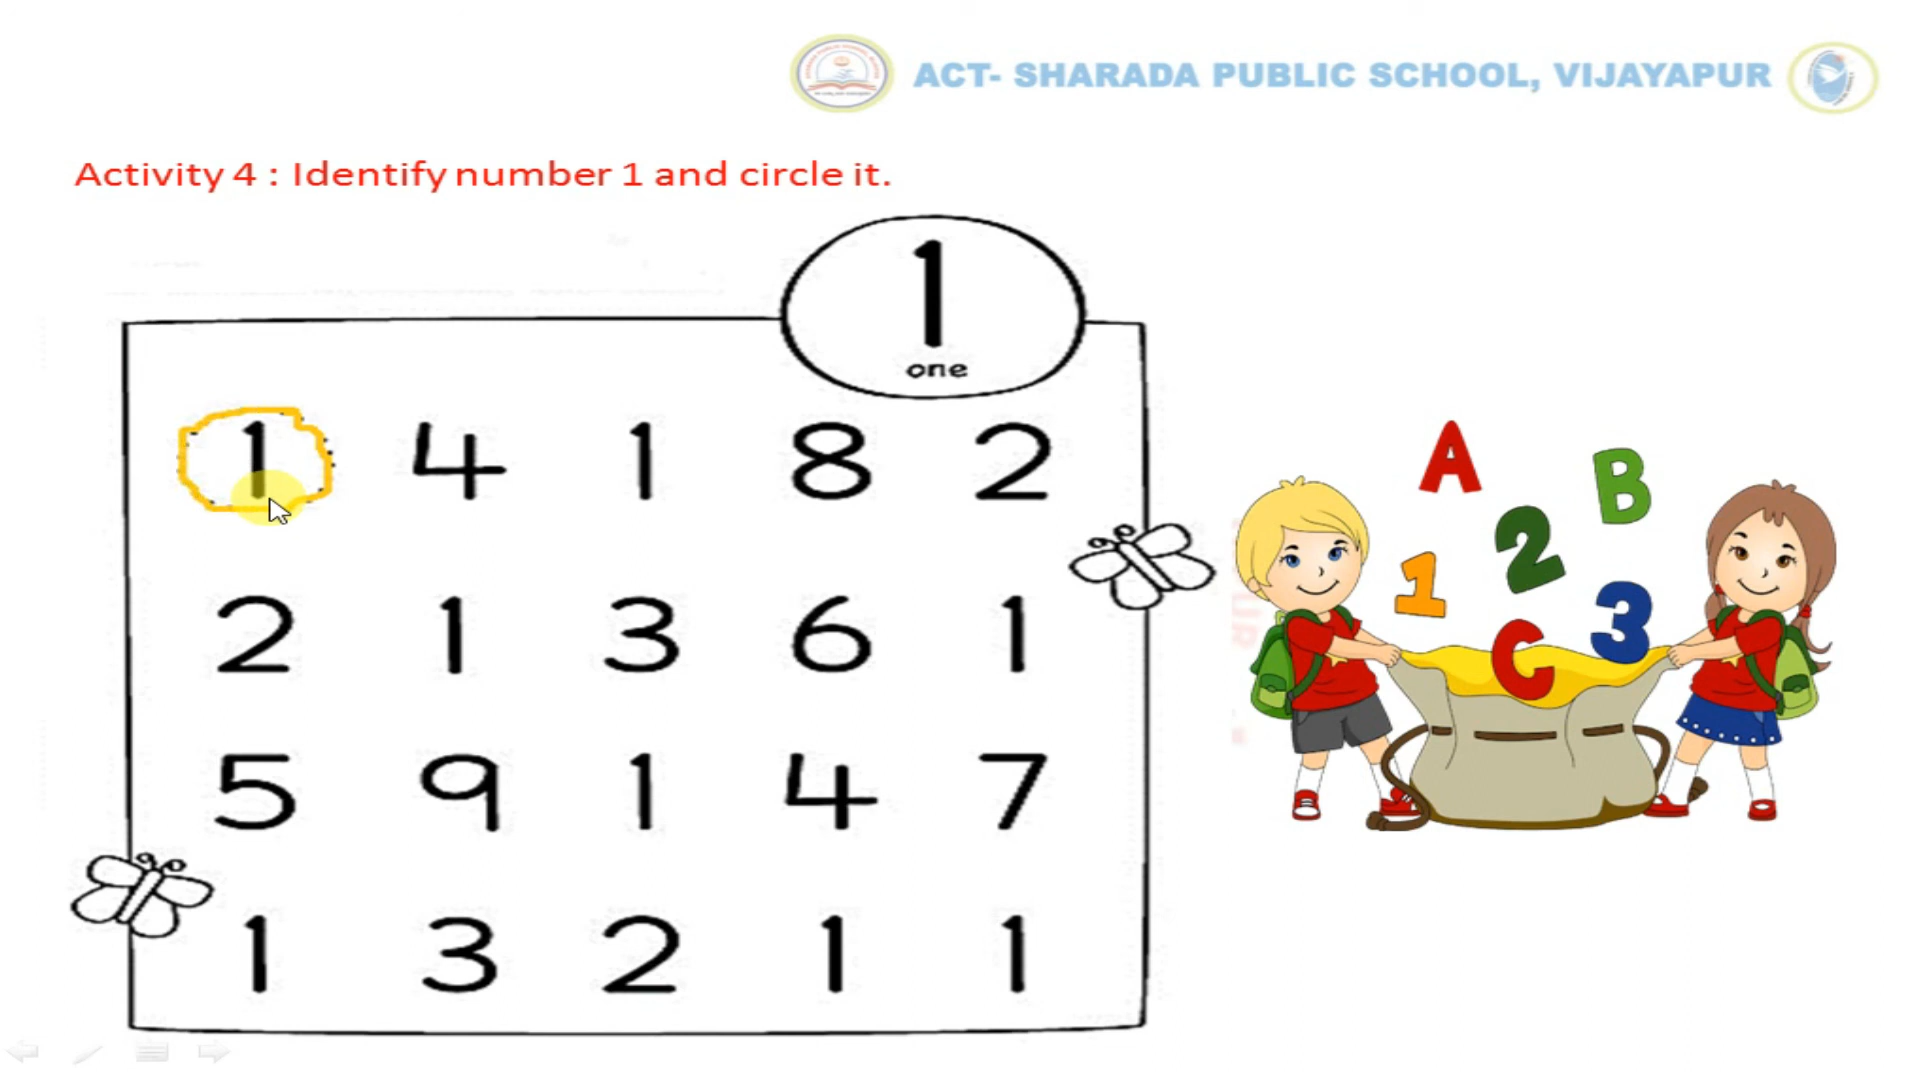 ACT- SHARADA PUBLIC SCHOOL, VIJAYAPUR
Activity 4 : Identify number 1 and circle it.
1
one
1 4 1 8 2
2 1 3 6 1
5 9 1 4 7
1 3 2 1 1
A B
1 2 3
C